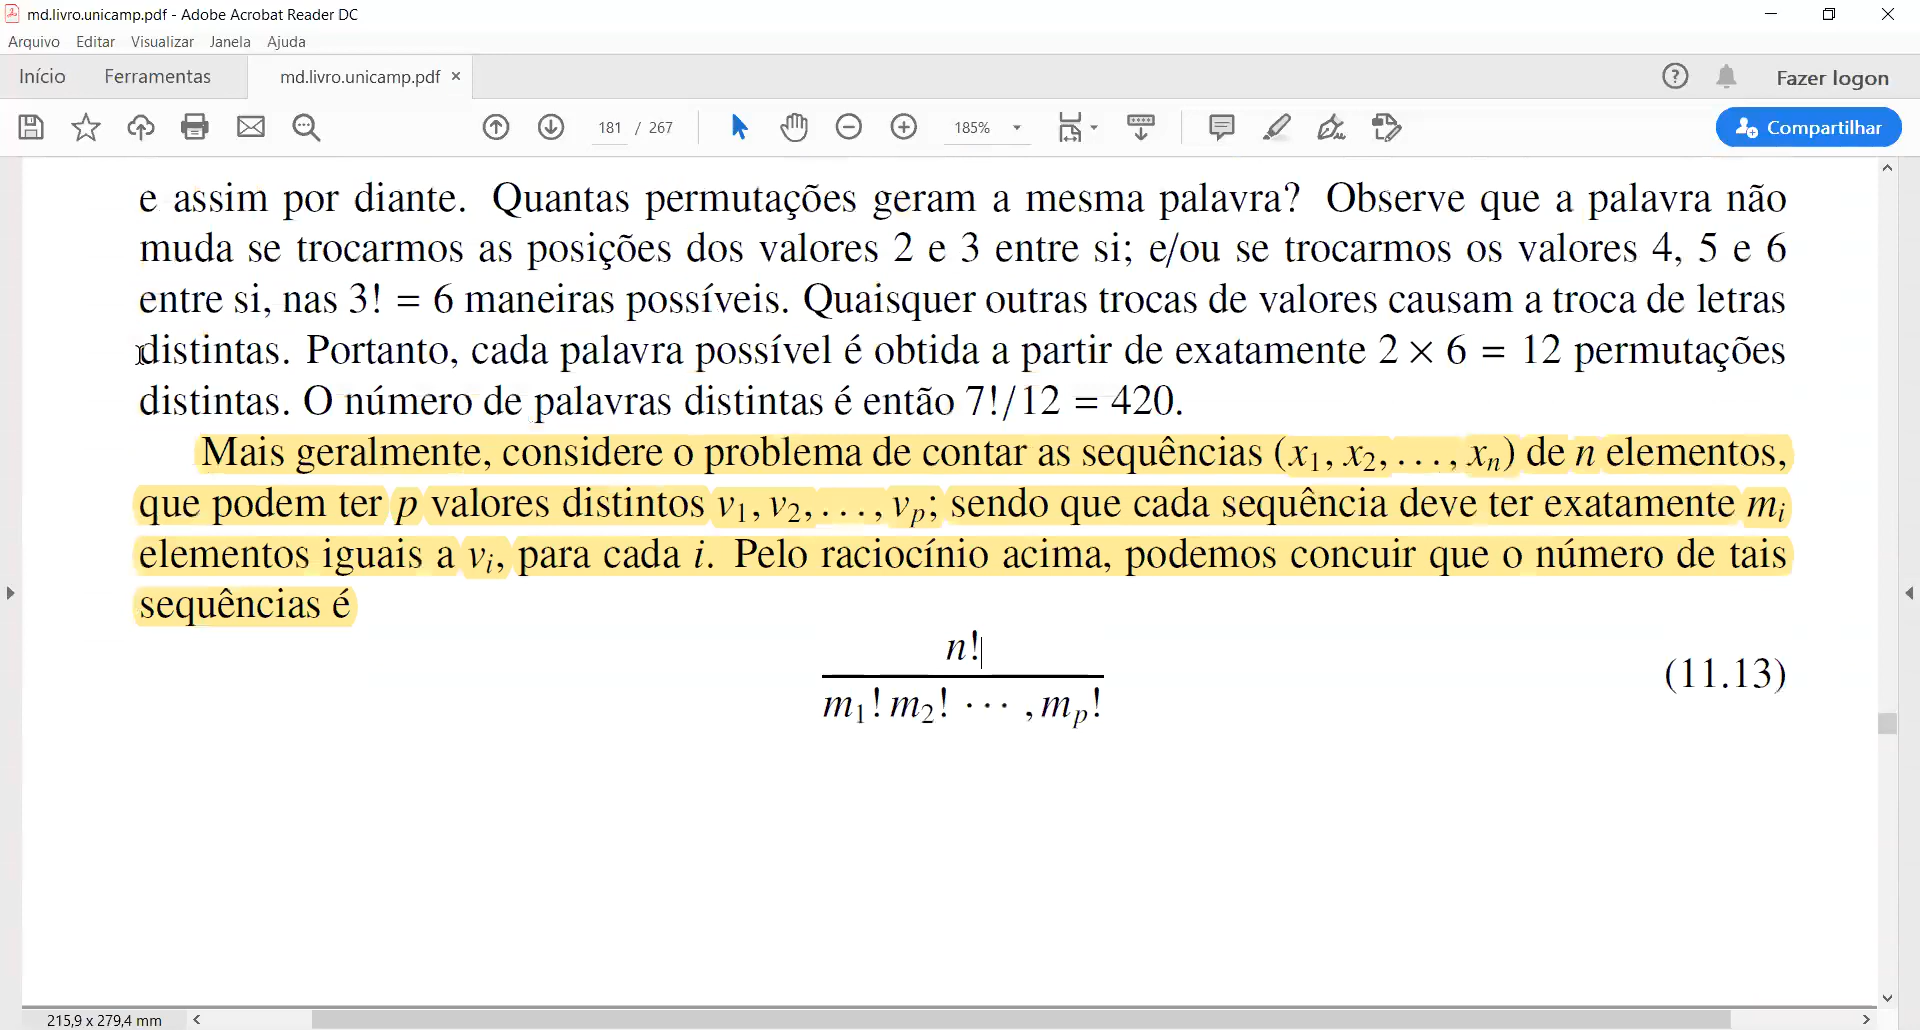 md.livro.unicamp.pdf - Adobe Acrobat Reader DC
Arquivo Editar Visualizar Janela Ajuda
Início Ferramentas md.livro.unicamp.pdf × Fazer logon
181 / 267 185% Compartilhar
e assim por diante. Quantas permutações geram a mesma palavra? Observe que a palavra não
muda se trocarmos as posições dos valores 2 e 3 entre si; e/ou se trocarmos os valores 4, 5 e 6
entre si, nas 3! = 6 maneiras possíveis. Quaisquer outras trocas de valores causam a troca de letras
distintas. Portanto, cada palavra possível é obtida a partir de exatamente 2 × 6 = 12 permutações
distintas. O número de palavras distintas é então 7!/12 = 420.
Mais geralmente, considere o problema de contar as sequências (x₁, x₂, . . . , xₙ) de n elementos,
que podem ter p valores distintos v₁, v₂, . . . , vₚ; sendo que cada sequência deve ter exatamente mᵢ
elementos iguais a vᵢ, para cada i. Pelo raciocínio acima, podemos concuir que o número de tais
sequências é
n!
m₁! m₂! · · · , mₚ!
(11.13)
215,9 x 279,4 mm